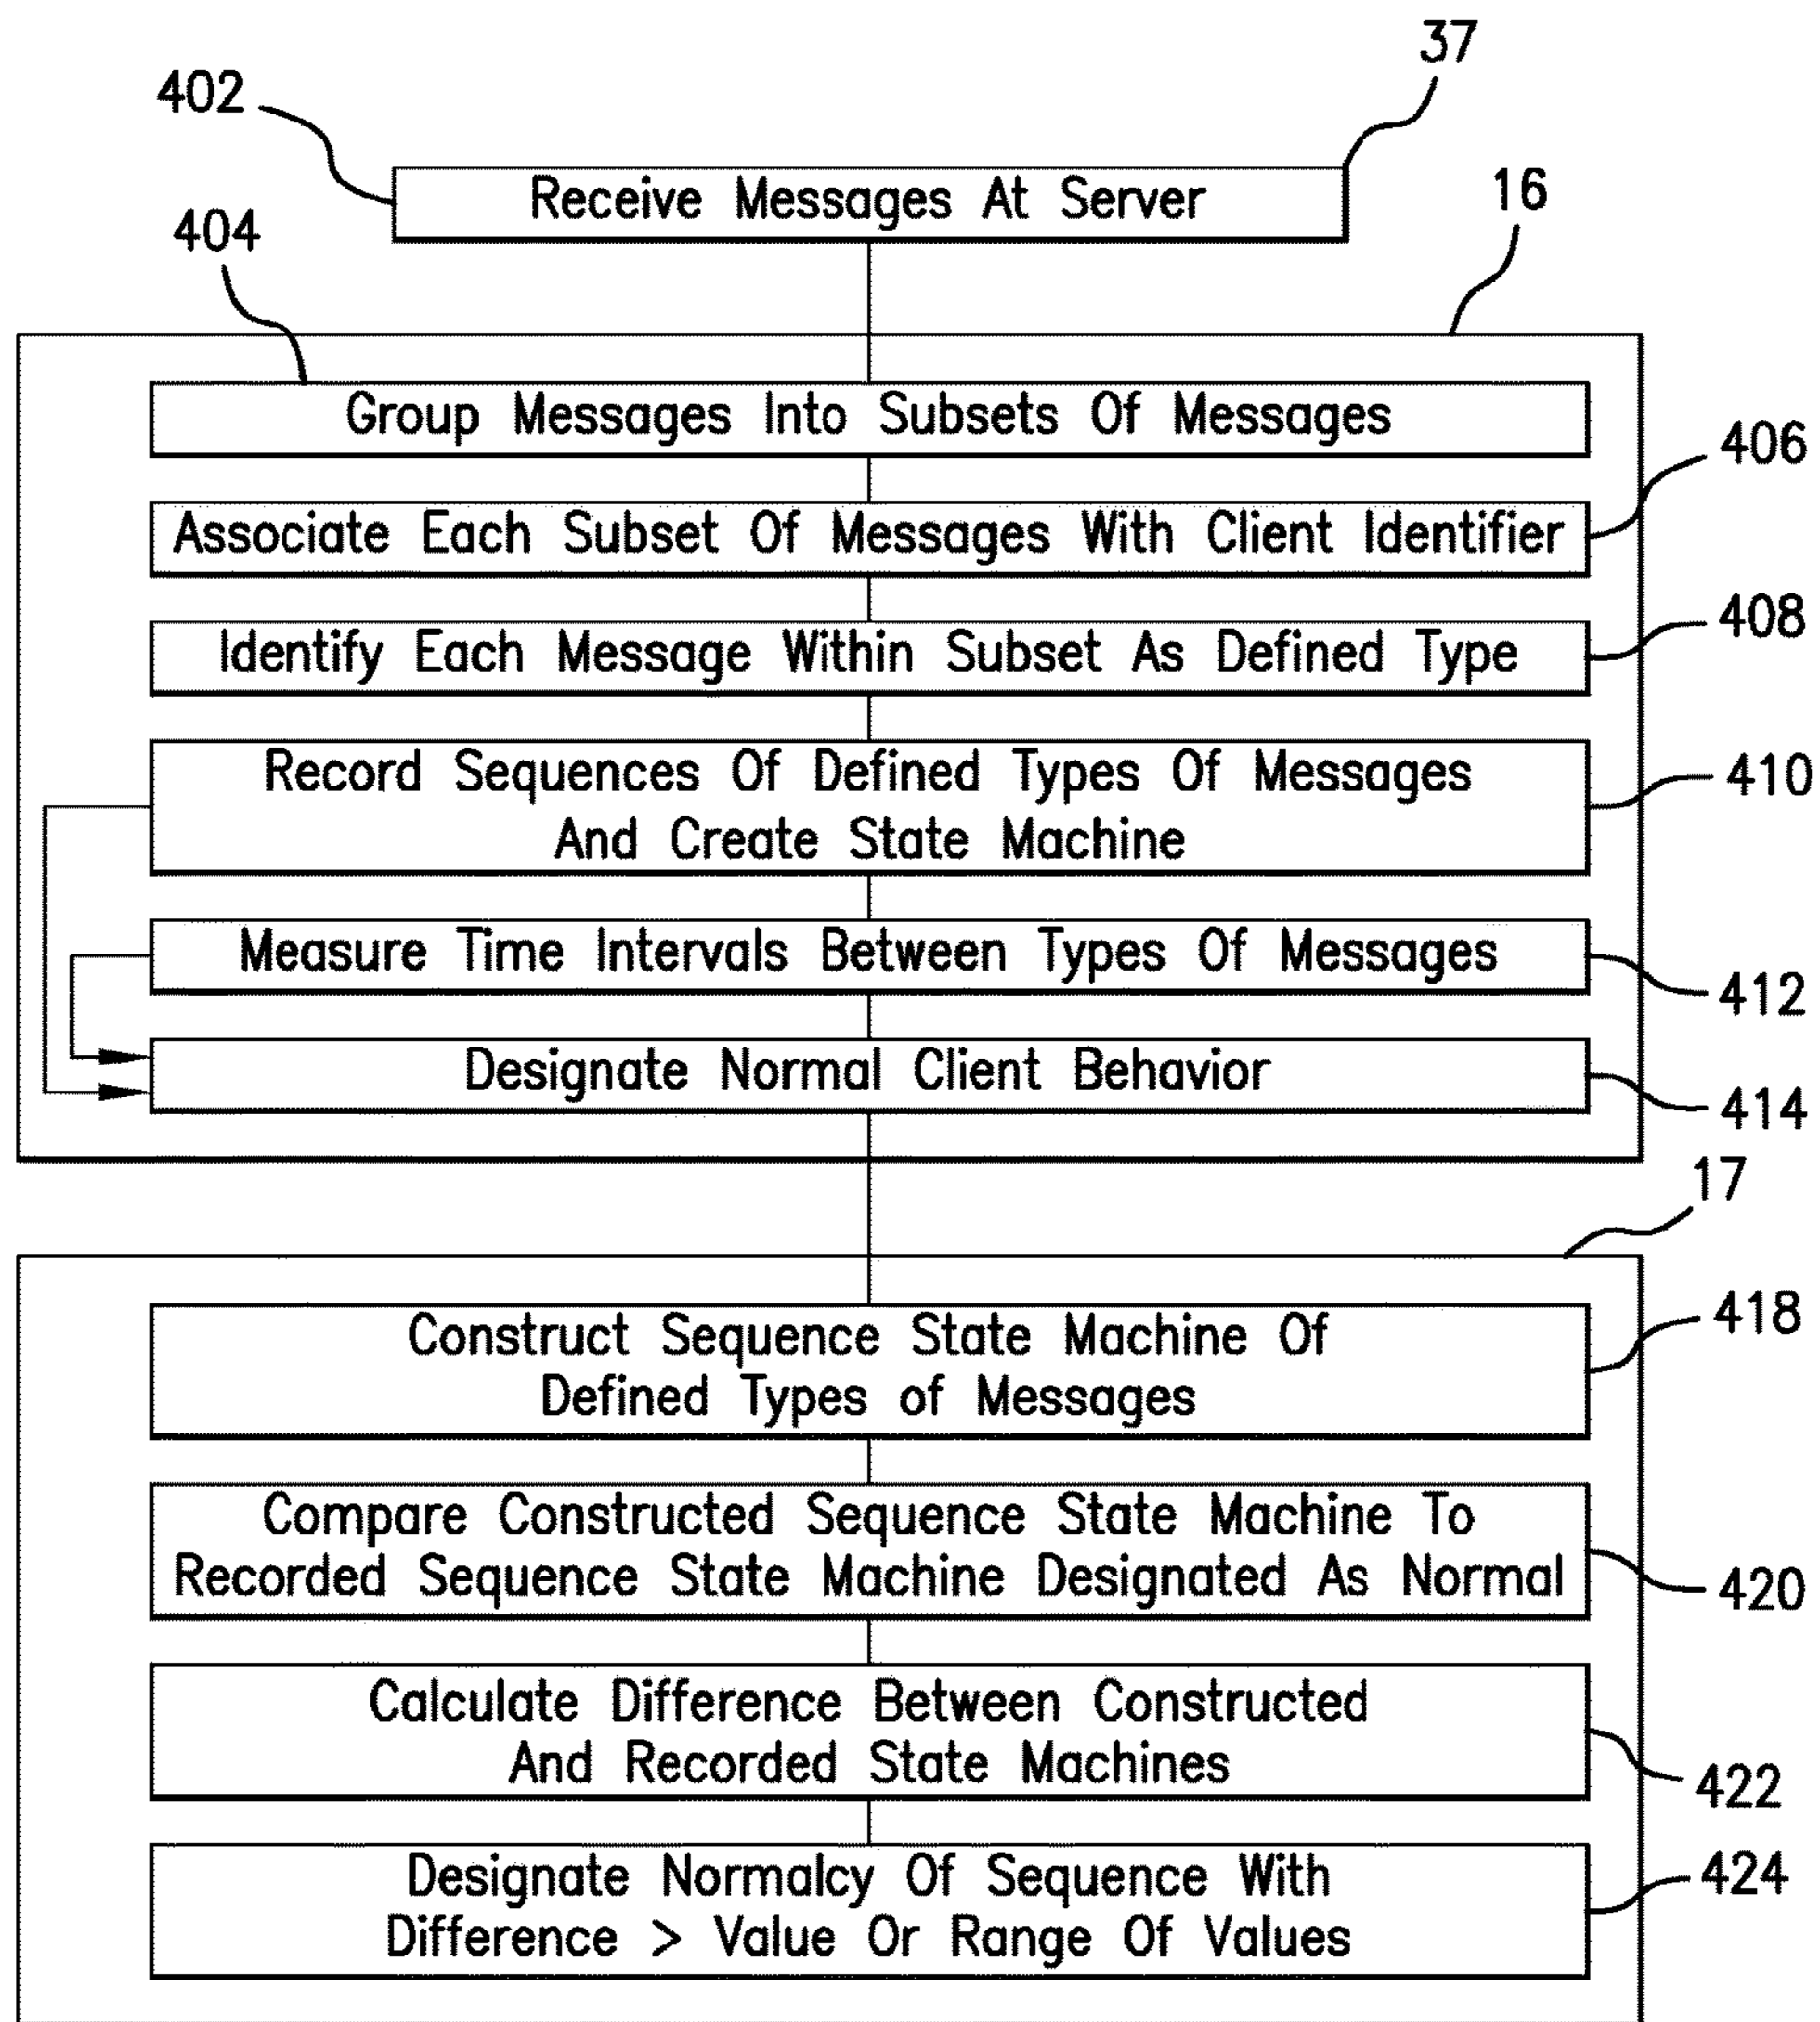 37
402
Receive Messages At Server
16
404
Group Messages Into Subsets Of Messages
406
Associate Each Subset Of Messages With Client Identifier
408
Identify Each Message Within Subset As Defined Type
Record Sequences Of Defined Types Of Messages
And Create State Machine
410
Measure Time Intervals Between Types Of Messages
412
Designate Normal Client Behavior
414
17
Construct Sequence State Machine Of
Defined Types of Messages
418
Compare Constructed Sequence State Machine To
Recorded Sequence State Machine Designated As Normal
420
Calculate Difference Between Constructed
And Recorded State Machines
422
Designate Normalcy Of Sequence With
Difference > Value Or Range Of Values
424